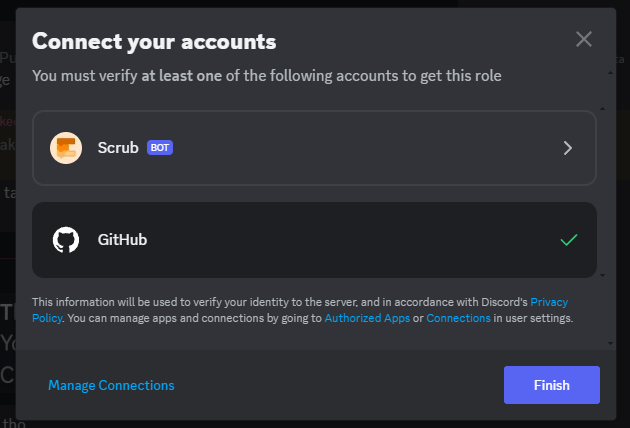 Connect your accounts
You must verify at least one of the following accounts to get this role
Scrub BOT
GitHub
This information will be used to verify your identity to the server, and in accordance with Discord's Privacy
Policy. You can manage apps and connections by going to Authorized Apps or Connections in user settings.
Manage Connections
Finish
tho